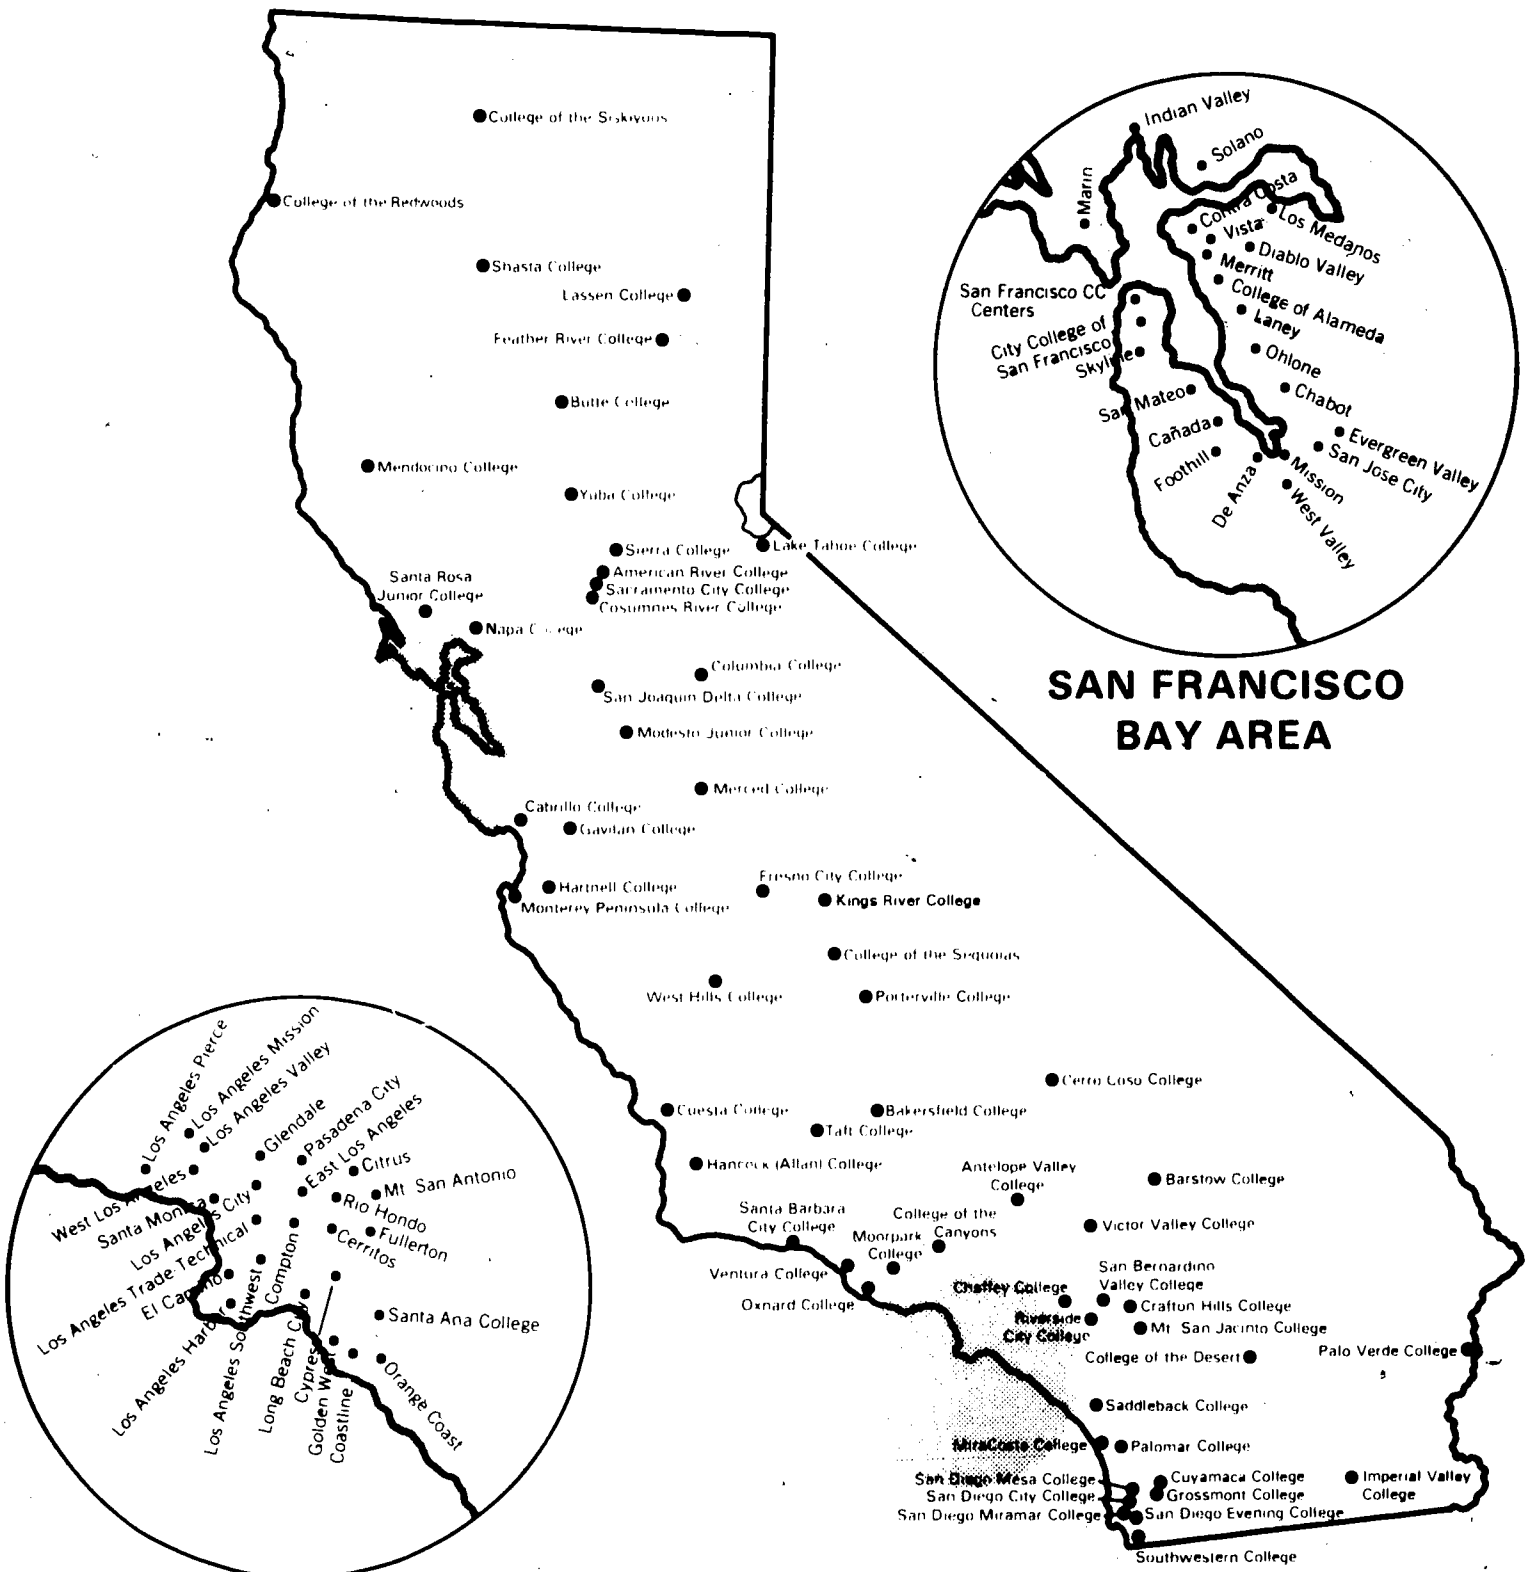 College of the Siskiyous
College of the Redwoods
Shasta College
Lassen College
Feather River College
Butte College
Mendocino College
Yuba College
Sierra College
Lake Tahoe College
American River College
Sacramento City College
Cosumnes River College
Santa Rosa
Junior College
Napa College
Columbia College
San Joaquin Delta College
Modesto Junior College
Merced College
Cabrillo College
Gavilan College
Hartnell College
Monterey Peninsula College
Fresno City College
Kings River College
College of the Sequoias
West Hills College
Porterville College
Cerro Coso College
Cuesta College
Bakersfield College
Taft College
Hancock (Allan) College
Antelope Valley
College
Barstow College
Santa Barbara
City College
College of the
Canyons
Moorpark
College
Victor Valley College
Ventura College
Oxnard College
San Bernardino
Valley College
Chaffey College
Crafton Hills College
Riverside
City College
Mt San Jacinto College
College of the Desert
Palo Verde College
Saddleback College
MiraCosta College
Palomar College
San Diego Mesa College
Cuyamaca College
Imperial Valley
College
San Diego City College
Grossmont College
San Diego Miramar College
San Diego Evening College
Southwestern College
Indian Valley
Solano
Marin
Contra Costa
Los Medanos
Vista
Diablo Valley
Merritt
College of Alameda
Laney
San Francisco CC
Centers
City College of
San Francisco
Skyline
Ohlone
San Mateo
Chabot
Cañada
Evergreen Valley
Foothill
San Jose City
De Anza
Mission
West Valley
SAN FRANCISCO
BAY AREA
Los Angeles Pierce
Los Angeles Mission
Los Angeles Valley
Glendale
Pasadena City
East Los Angeles
Citrus
Mt San Antonio
Rio Hondo
Fullerton
Cerritos
West Los Angeles
Santa Monica
Los Angeles City
Los Angeles Trade-Technical
El Camino
Los Angeles Harbor
Los Angeles Southwest
Compton
Long Beach City
Cypress
Golden West
Coastline
Orange Coast
Santa Ana College